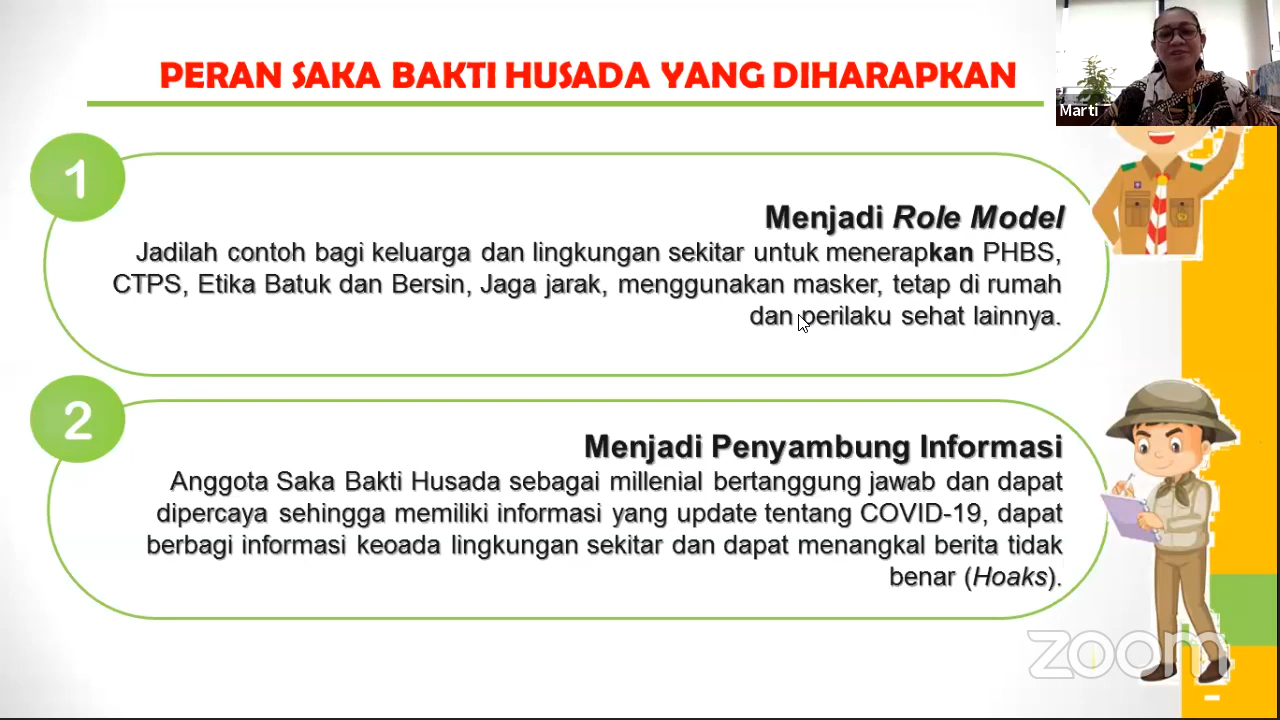 PERAN SAKA BAKTI HUSADA YANG DIHARAPKAN
Marti
1
Menjadi Role Model
Jadilah contoh bagi keluarga dan lingkungan sekitar untuk menerapkan PHBS,
CTPS, Etika Batuk dan Bersin, Jaga jarak, menggunakan masker, tetap di rumah
dan perilaku sehat lainnya.
2
Menjadi Penyambung Informasi
Anggota Saka Bakti Husada sebagai millenial bertanggung jawab dan dapat
dipercaya sehingga memiliki informasi yang update tentang COVID-19, dapat
berbagi informasi keoada lingkungan sekitar dan dapat menangkal berita tidak
benar (Hoaks).
zoom